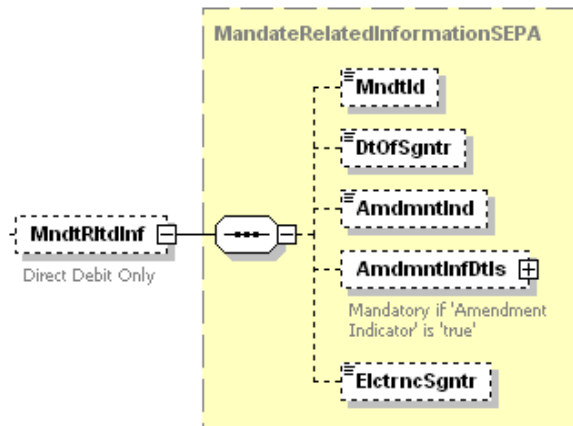 MandateRelatedInformationSEPA
MndtId
DtOfSgntr
AmdmntInd
MndtRltdInf
Direct Debit Only
AmdmntInfDtls
Mandatory if 'Amendment
Indicator' is 'true'
ElctrncSgntr